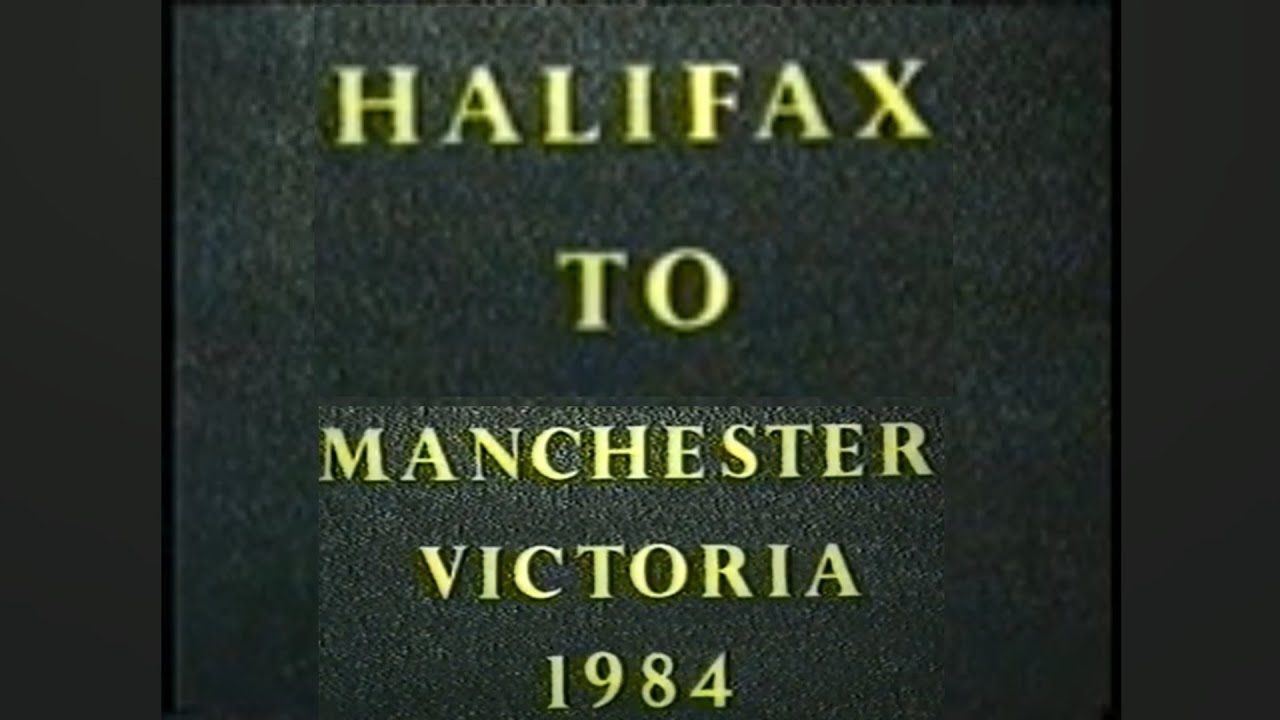 HALIFAX
TO
MANCHESTER
VICTORIA
1984